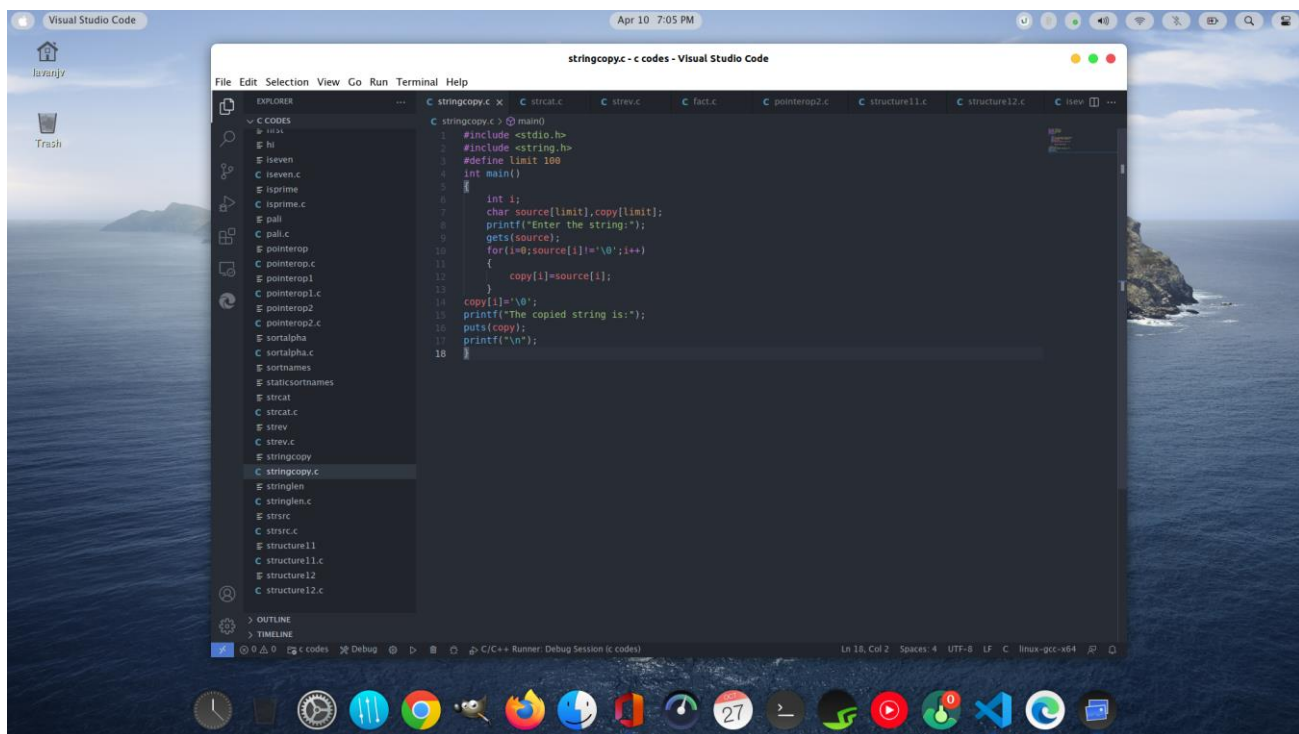 Visual Studio Code
Apr 10 7:05 PM
lavanjv
Trash
stringcopy.c - c codes - Visual Studio Code
File Edit Selection View Go Run Terminal Help
EXPLORER
C stringcopy.c × C strcat.c C strev.c C fact.c C pointerop2.c C structure11.c C structure12.c C isev
C CODES
stringcopy.c > main()
first
hi
iseven
C iseven.c
isprime
C isprime.c
pali
C pali.c
pointerop
C pointerop.c
pointerop1
C pointerop1.c
pointerop2
C pointerop2.c
sortalpha
C sortalpha.c
sortnames
staticsortnames
strcat
C strcat.c
strev
C strev.c
stringcopy
C stringcopy.c
stringlen
C stringlen.c
strsrc
C strsrc.c
structure11
C structure11.c
structure12
C structure12.c
OUTLINE
TIMELINE
1 #include <stdio.h>
2 #include <string.h>
3 #define limit 100
4 int main()
5 {
6 int i;
7 char source[limit],copy[limit];
8 printf("Enter the string:");
9 gets(source);
10 for(i=0;source[i]!='\0';i++)
11 {
12 copy[i]=source[i];
13 }
14 copy[i]='\0';
15 printf("The copied string is:");
16 puts(copy);
17 printf("\n");
18 }
0 0 c codes Debug C/C++ Runner: Debug Session (c codes) Ln 18, Col 2 Spaces: 4 UTF-8 LF C linux-gcc-x64
OCT
27
0